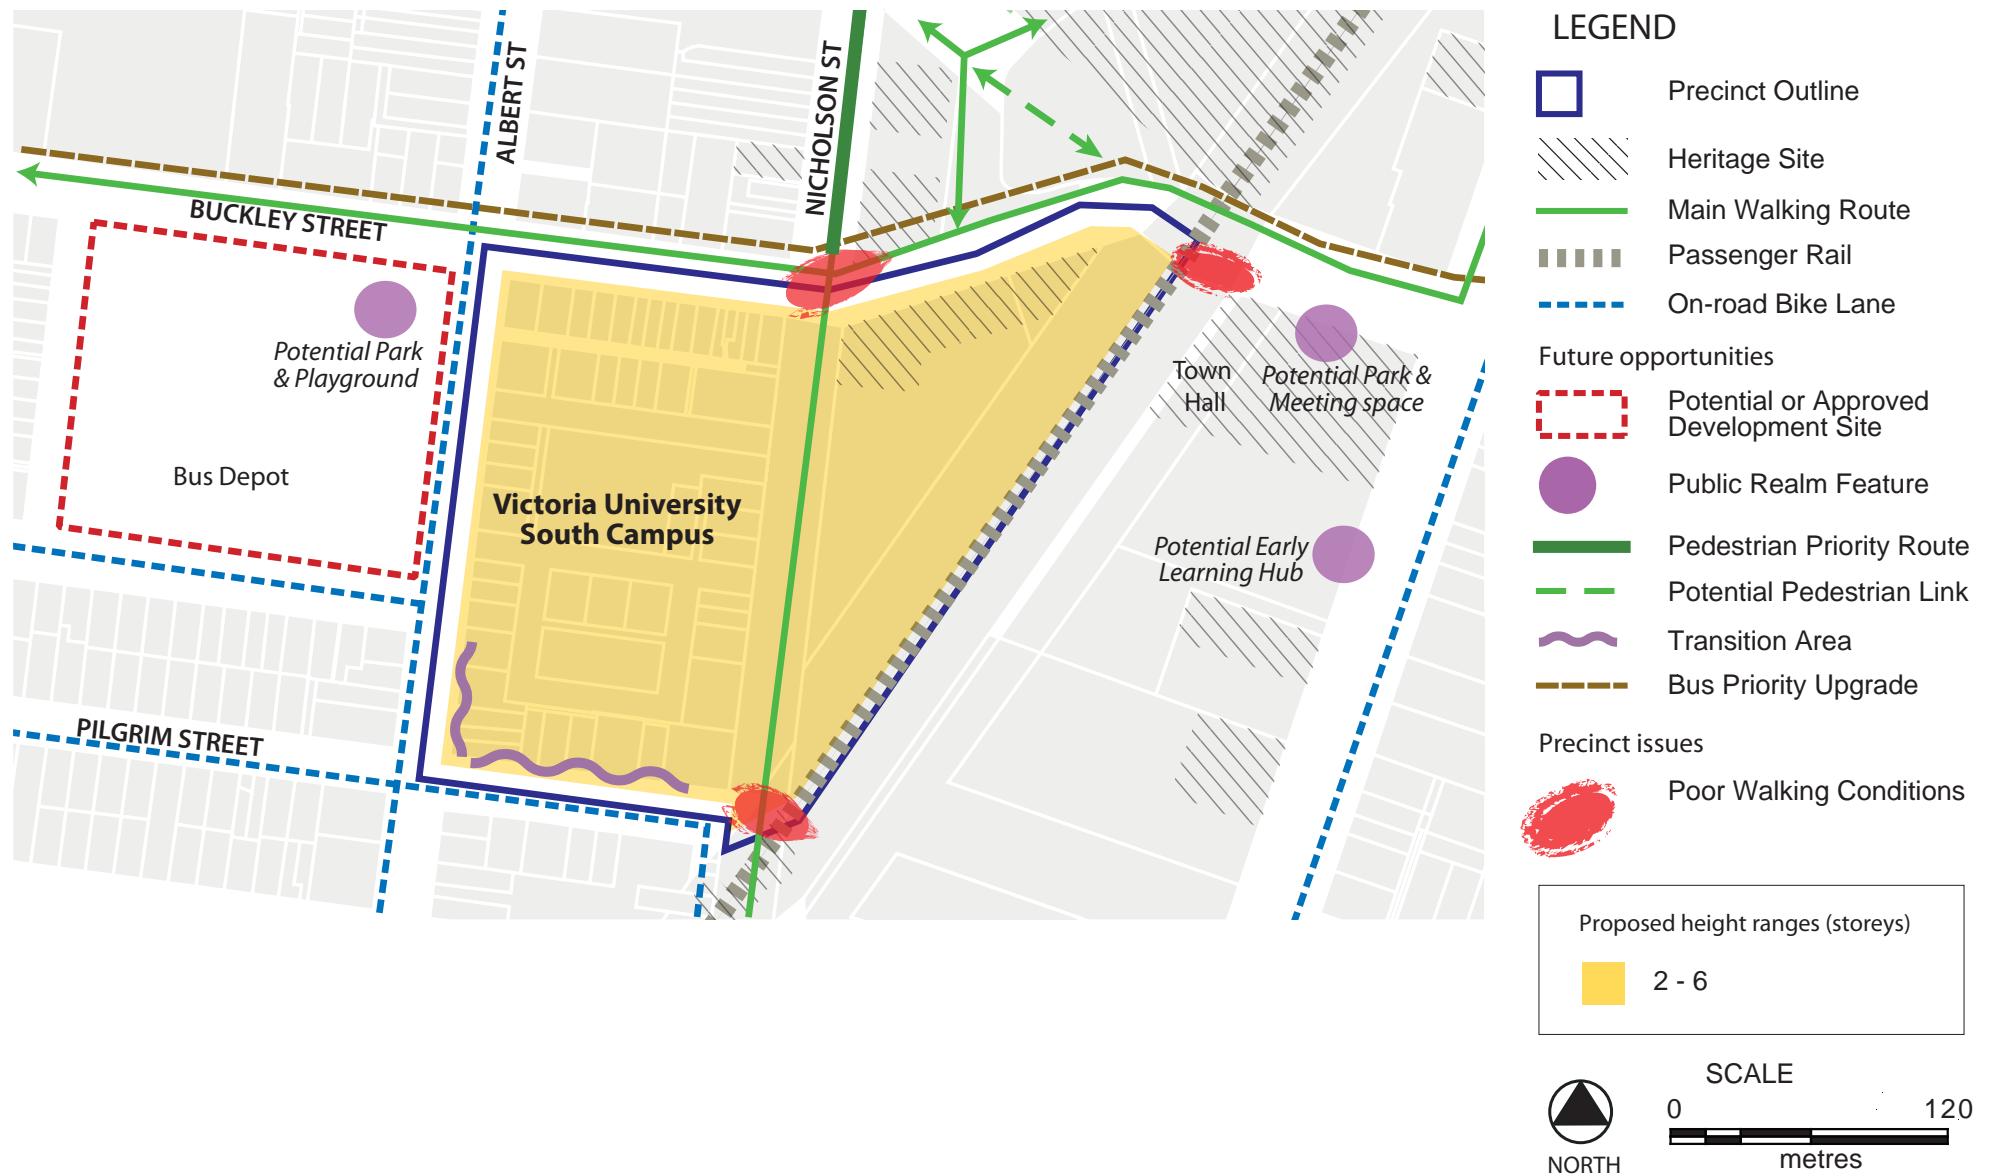 ALBERT ST
NICHOLSON ST
BUCKLEY STREET
Potential Park
& Playground
Bus Depot
Victoria University
South Campus
Town
Hall
Potential Park &
Meeting space
Potential Early
Learning Hub
PILGRIM STREET
LEGEND
Precinct Outline
Heritage Site
Main Walking Route
Passenger Rail
On-road Bike Lane
Future opportunities
Potential or Approved
Development Site
Public Realm Feature
Pedestrian Priority Route
Potential Pedestrian Link
Transition Area
Bus Priority Upgrade
Precinct issues
Poor Walking Conditions
Proposed height ranges (storeys)
2 - 6
SCALE
0 120
metres
NORTH